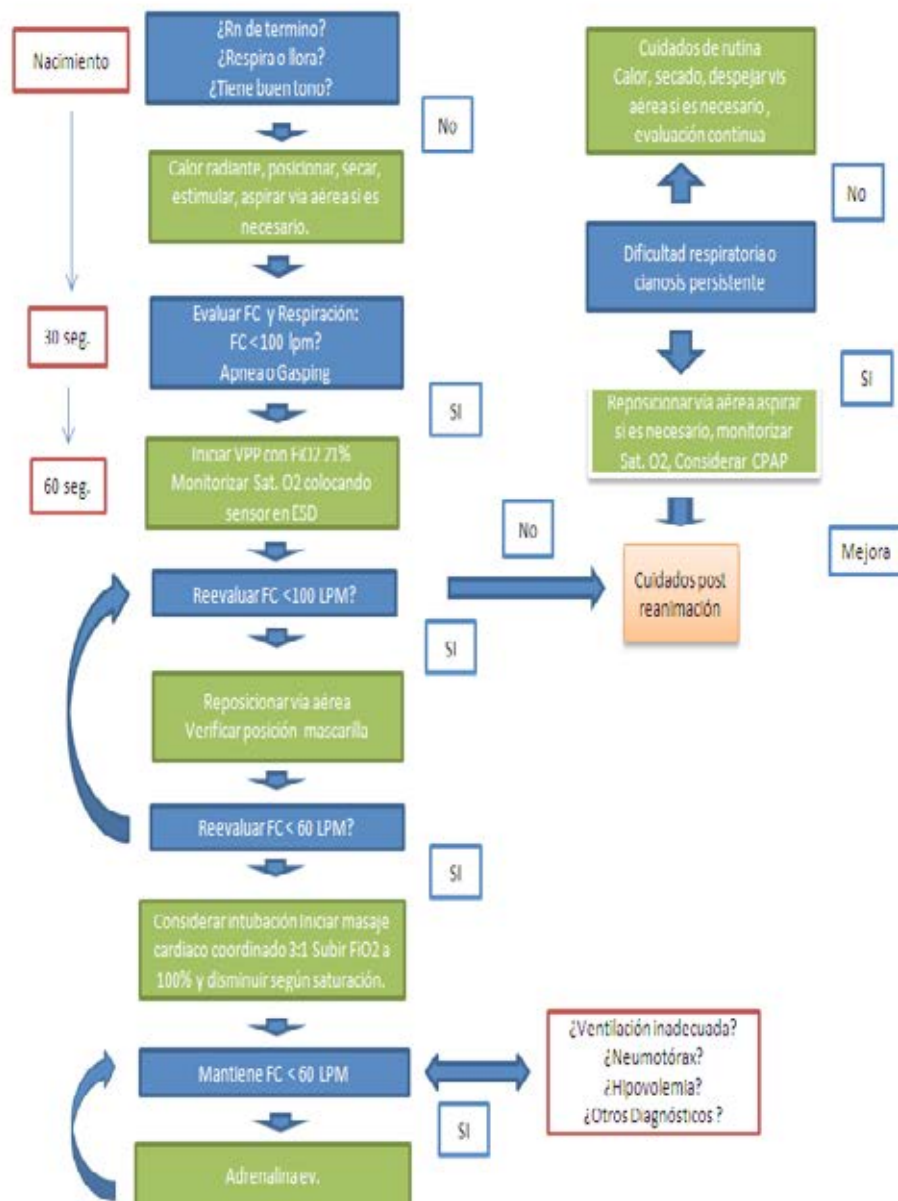 Nacimiento
30 seg.
60 seg.
¿Rn de termino?
¿Respira o llora?
¿Tiene buen tono?
No
Calor radiante, posicionar, secar,
estimular, aspirar vía aérea si es
necesario.
Evaluar FC y Respiración:
FC < 100 lpm?
Apnea o Gasping
SI
Iniciar VPP con FiO2 21%
Monitorizar Sat. O2 colocando
sensor en ESD
No
Reevaluar FC <100 LPM?
SI
Reposicionar vía aérea
Verificar posición mascarilla
Reevaluar FC < 60 LPM?
SI
Considerar intubación Iniciar masaje
cardiaco coordinado 3:1 Subir FiO2 a
100% y disminuir según saturación.
Mantiene FC < 60 LPM
SI
Adrenalina ev.
Cuidados de rutina
Calor, secado, despejar vis
aérea si es necesario ,
evaluación continua
No
Dificultad respiratoria o
cianosis persistente
SI
Reposicionar vía aérea aspirar
si es necesario, monitorizar
Sat. O2, Considerar CPAP
Mejora
Cuidados post
reanimación
¿Ventilación inadecuada?
¿Neumotórax?
¿Hipovolemia?
¿Otros Diagnósticos ?